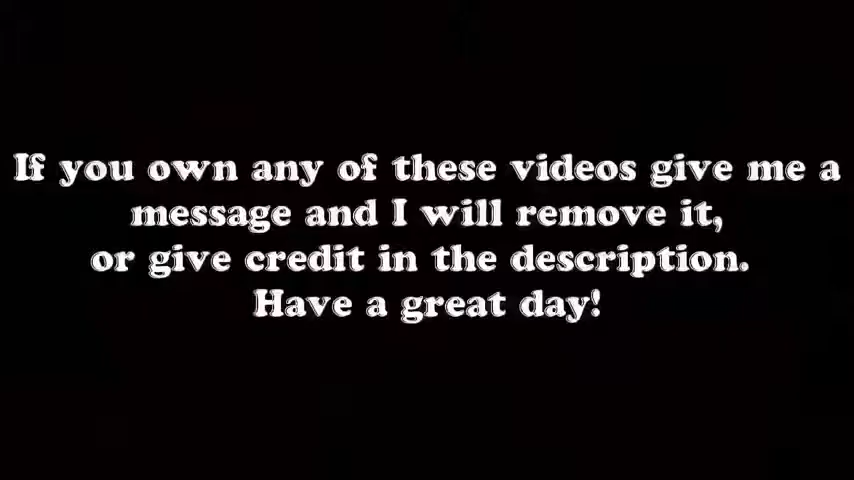 If you own any of these videos give me a
message and I will remove it,
or give credit in the description.
Have a great day!